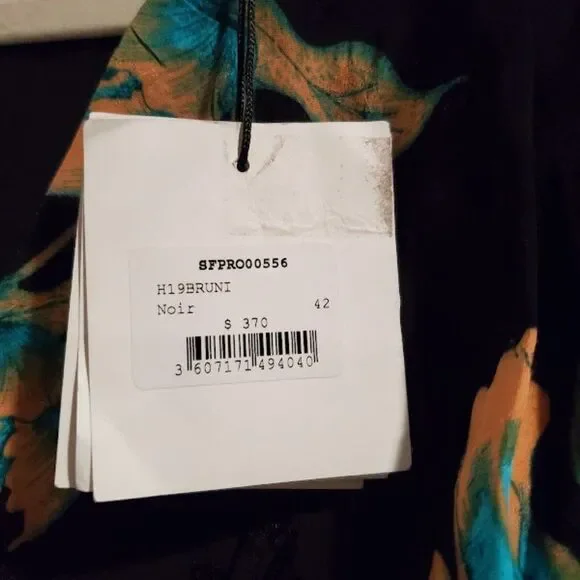 SFPRO00556
H19BRUNI
Noir 42
$ 370
3 607171 494040